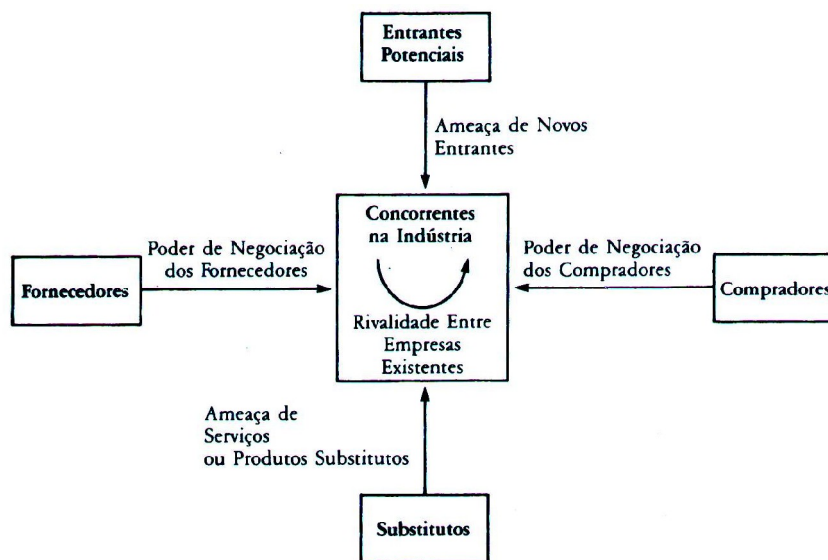 Entrantes
Potenciais
Ameaça de Novos
Entrantes
Concorrentes
na Indústria
Poder de Negociação
dos Fornecedores
Poder de Negociação
dos Compradores
Fornecedores
Compradores
Rivalidade Entre
Empresas
Existentes
Ameaça de
Serviços
ou Produtos Substitutos
Substitutos